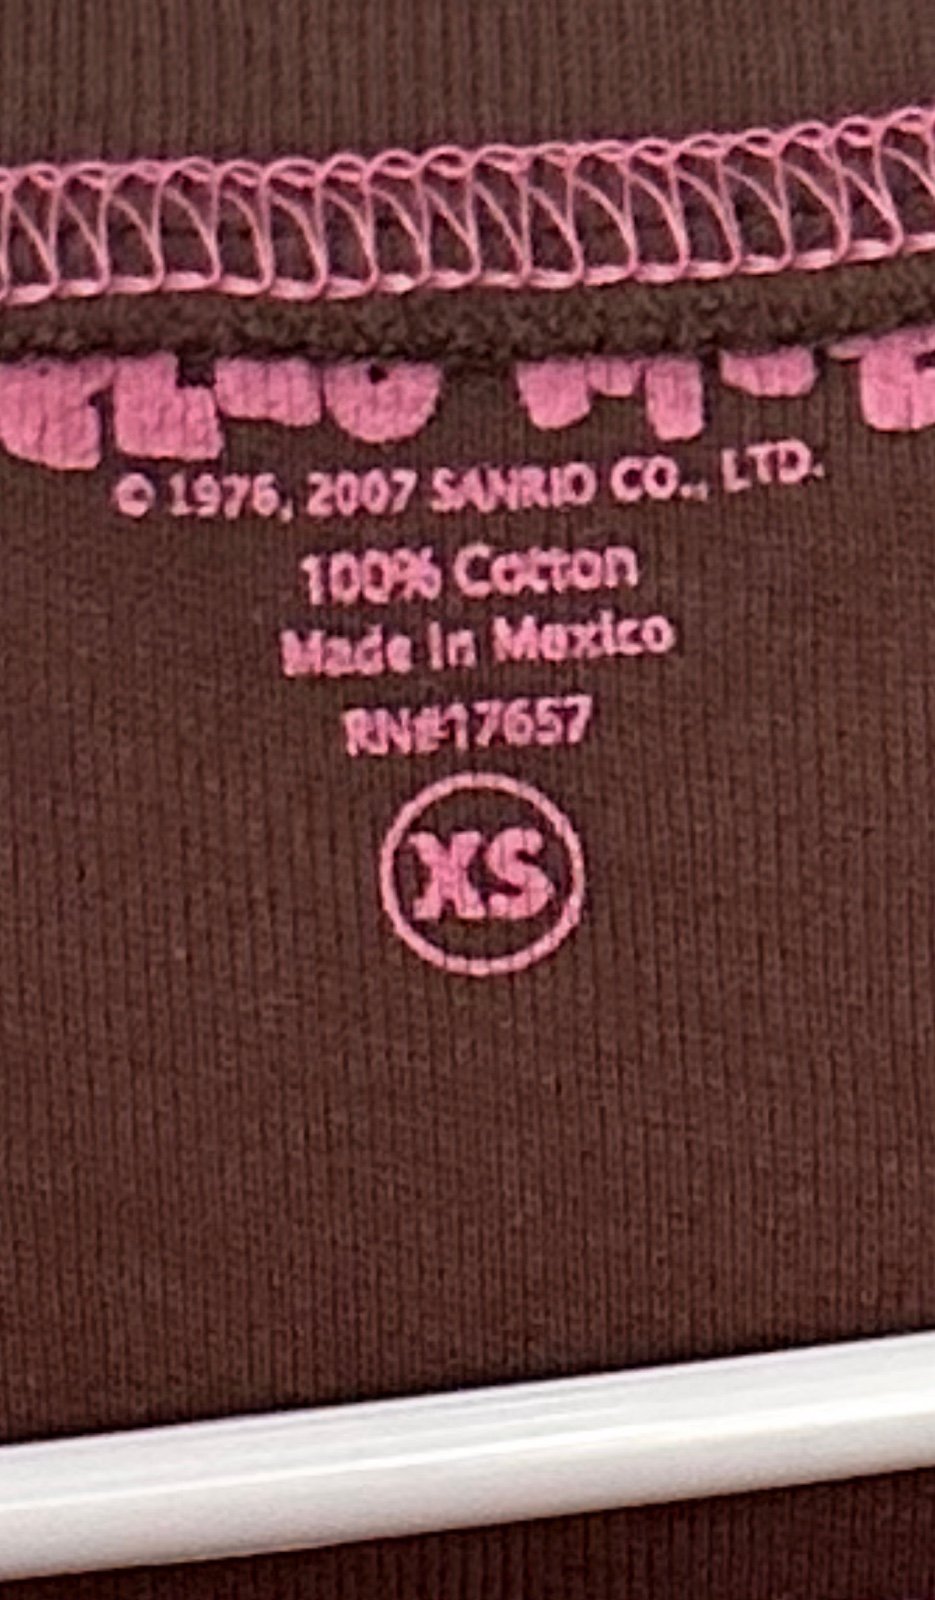 © 1976, 2007 SANRIO CO., LTD.
100% Cotton
Made in Mexico
RN#17657
XS